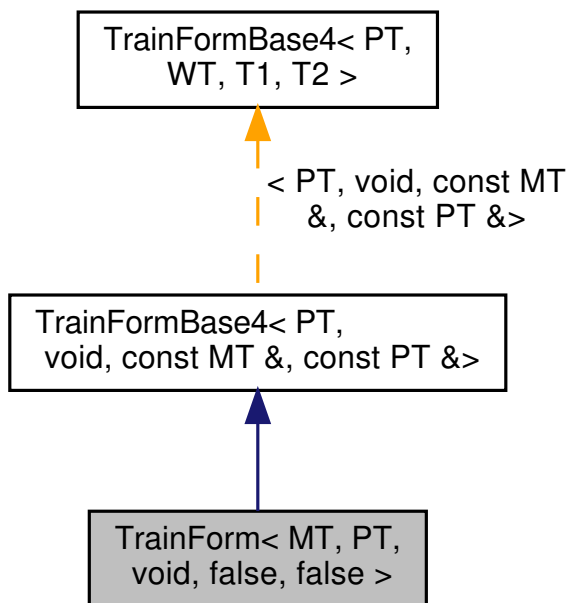 TrainFormBase4< PT,
WT, T1, T2 >
< PT, void, const MT
&, const PT &>
TrainFormBase4< PT,
void, const MT &, const PT &>
TrainForm< MT, PT,
void, false, false >